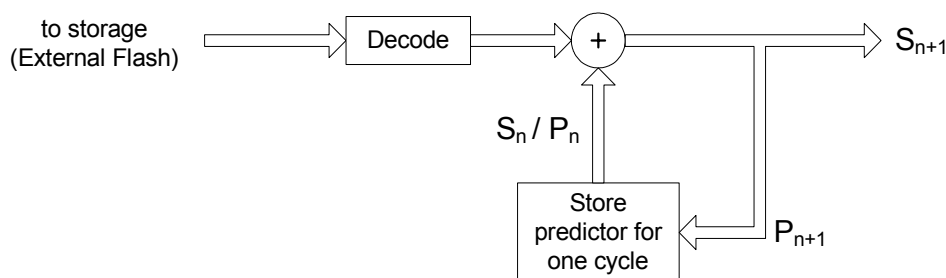 to storage
(External Flash)
Decode
+
Sₙ₊₁
Sₙ / Pₙ
Store
predictor for
one cycle
Pₙ₊₁